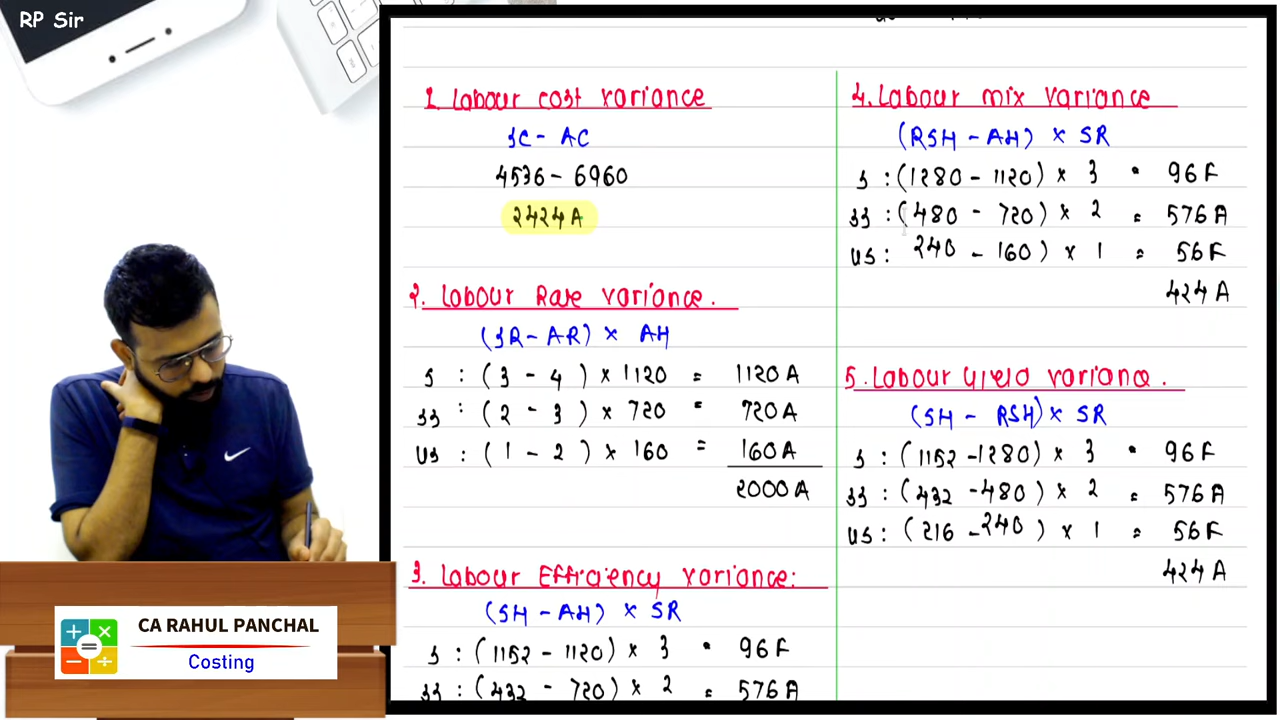 RP Sir
1. Labour cost variance
SC - AC
4536 - 6960
2424 A
2. Labour Rate variance.
(SR - AR) × AH
S : (3 - 4) × 1120 = 1120 A
SS : (2 - 3) × 720 = 720 A
US : (1 - 2) × 160 = 160 A
2000 A
3. Labour Efficiency variance:
(SH - AH) × SR
S : (1152 - 1120) × 3 = 96 F
SS : (432 - 720) × 2 = 576 A
4. Labour mix variance
(RSH - AH) × SR
S : (1280 - 1120) × 3 = 96 F
SS : (480 - 720) × 2 = 576 A
US : 240 - 160) × 1 = 56 F
424 A
5. Labour yield variance.
(SH - RSH) × SR
S : (1152 - 1280) × 3 = 96 F
SS : (432 - 480) × 2 = 576 A
US : (216 - 240) × 1 = 56 F
424 A
CA RAHUL PANCHAL
Costing